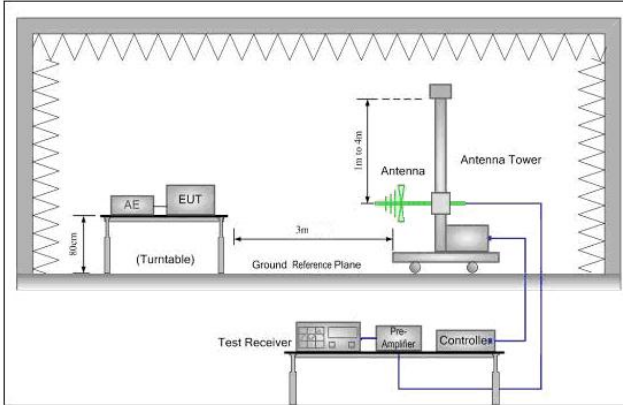 1m to 4m
Antenna
Antenna Tower
AE
EUT
80cm
(Turntable)
3m
Ground Reference Plane
Test Receiver
Pre-
Amplifier
Controller